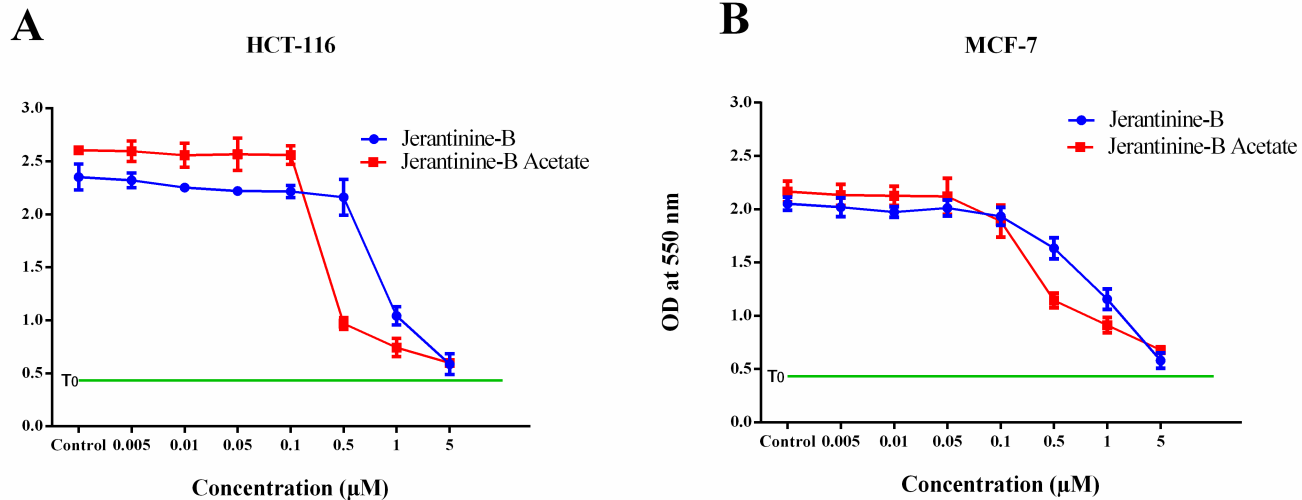 A
HCT-116
3.0
2.5
2.0
1.5
1.0
0.5
0.0
T0
Jerantinine-B
Jerantinine-B Acetate
Control 0.005 0.01 0.05 0.1 0.5 1 5
Concentration (µM)
B
MCF-7
OD at 550 nm
3.0
2.5
2.0
1.5
1.0
0.5
0.0
T0
Jerantinine-B
Jerantinine-B Acetate
Control 0.005 0.01 0.05 0.1 0.5 1 5
Concentration (µM)